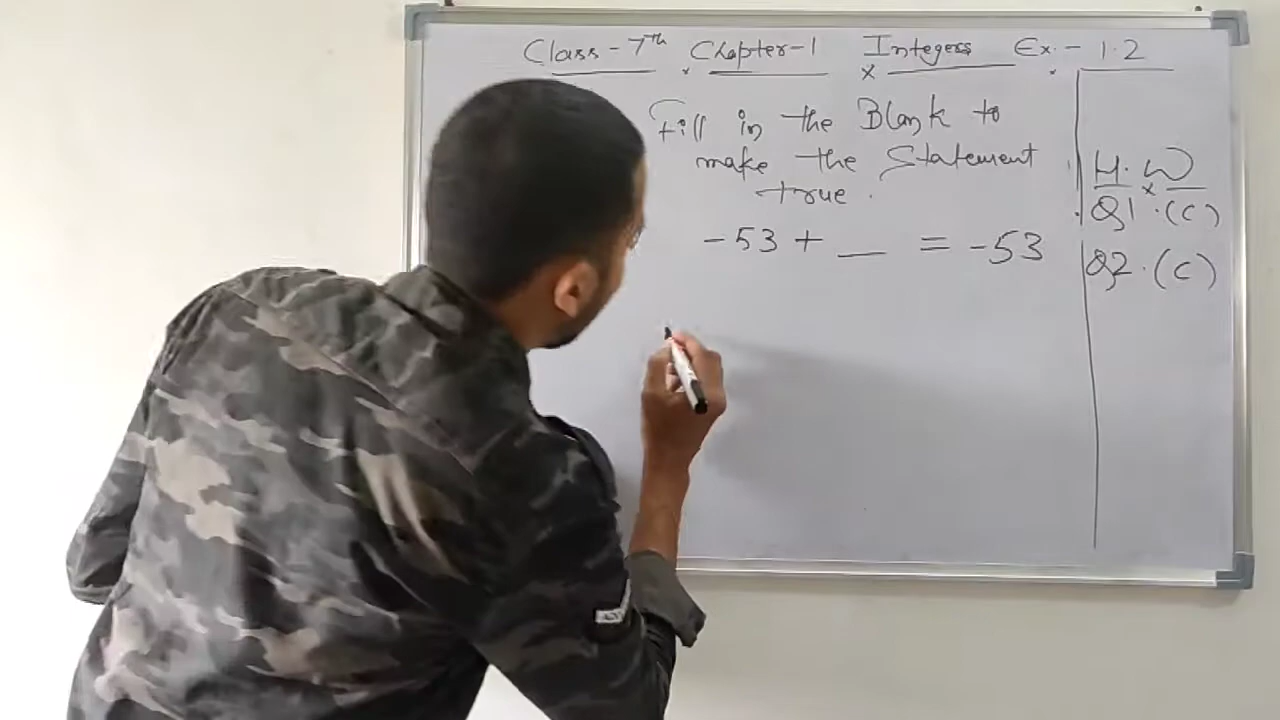 Class-7th Chapter-1 Integers Ex.-1.2
Fill in the Blank to
make the Statement
true.
-53 + __ = -53
H.W
Q1.(c)
Q2.(c)